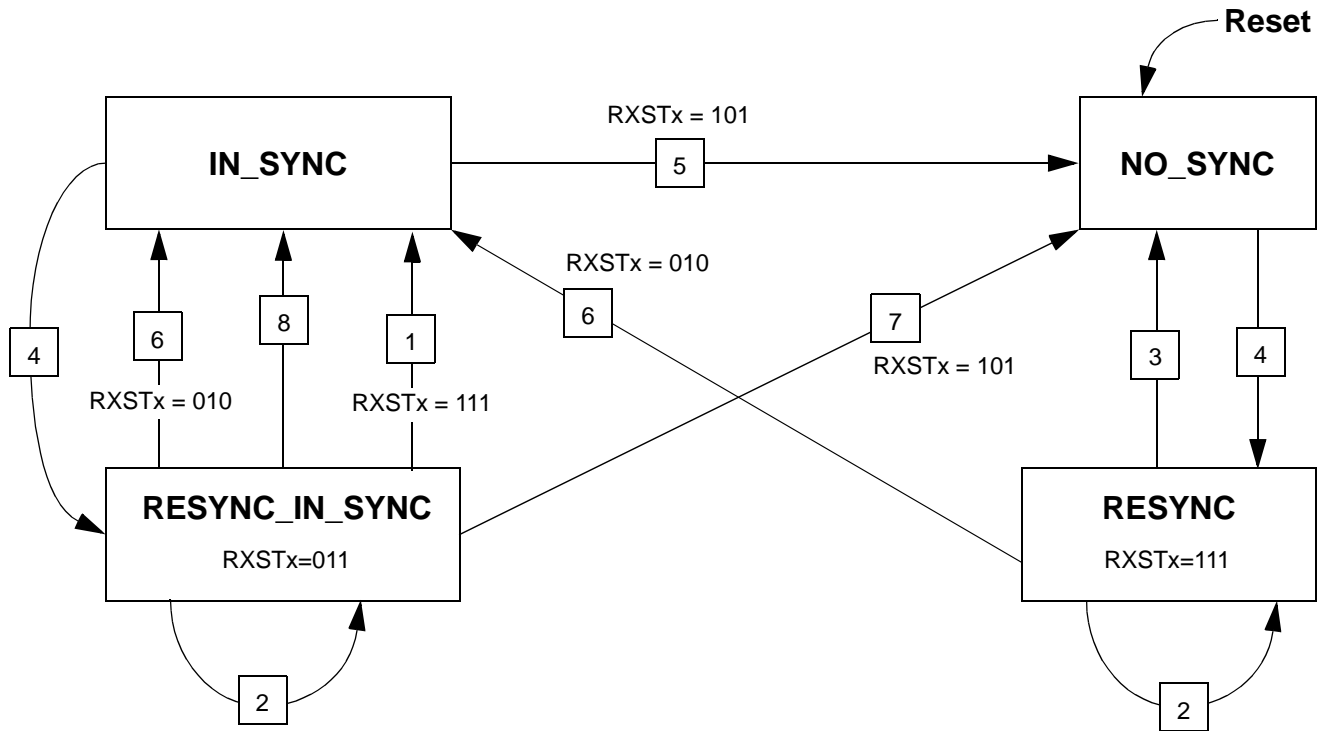 Reset
RXSTx = 101
IN_SYNC
5
NO_SYNC
RXSTx = 010
6
8
1
4
6
7
3
4
RXSTx = 101
RXSTx = 010
RXSTx = 111
RESYNC_IN_SYNC
RXSTx=011
RESYNC
RXSTx=111
2
2